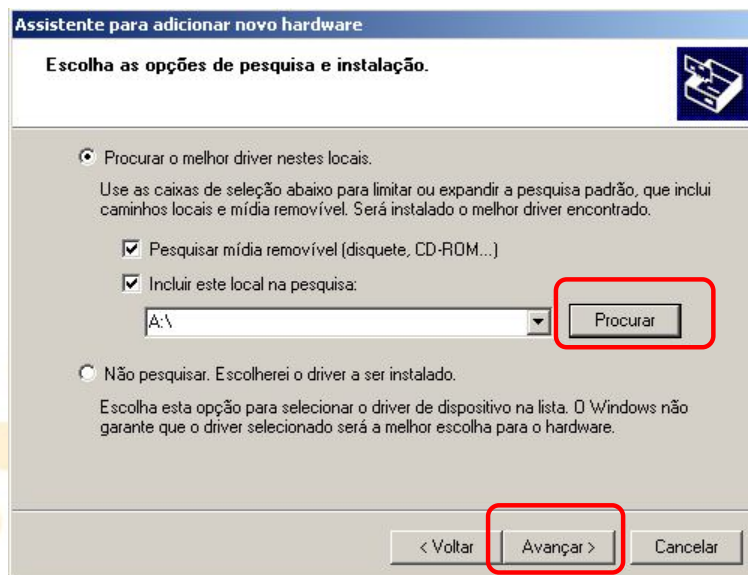 Assistente para adicionar novo hardware
Escolha as opções de pesquisa e instalação.
Procurar o melhor driver nestes locais.
Use as caixas de seleção abaixo para limitar ou expandir a pesquisa padrão, que inclui
caminhos locais e mídia removível. Será instalado o melhor driver encontrado.
Pesquisar mídia removível (disquete, CD-ROM...)
Incluir este local na pesquisa:
A:\
Procurar
Não pesquisar. Escolherei o driver a ser instalado.
Escolha esta opção para selecionar o driver de dispositivo na lista. O Windows não
garante que o driver selecionado será a melhor escolha para o hardware.
< Voltar
Avançar >
Cancelar